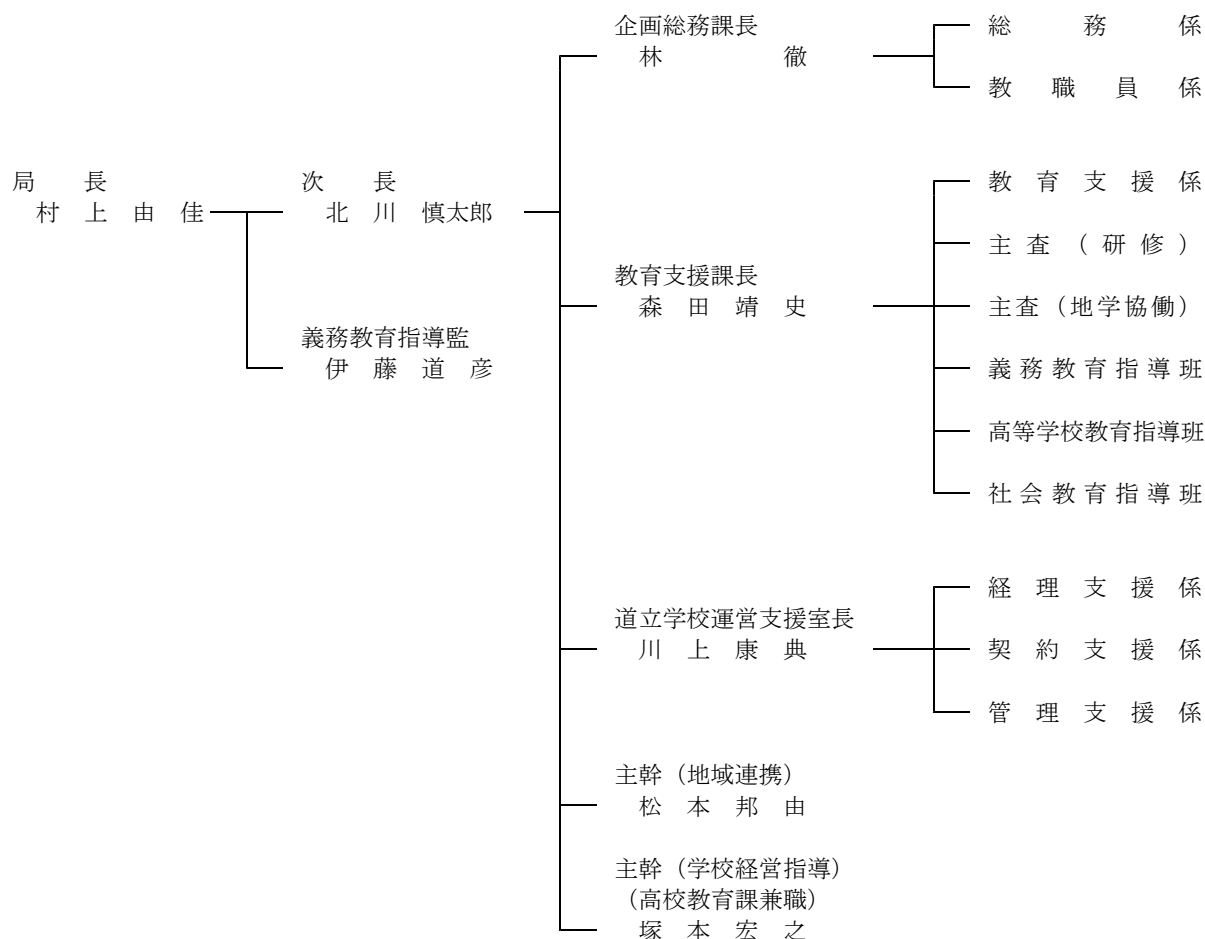 局長
村上由佳
次長
北川慎太郎
義務教育指導監
伊藤道彦
企画総務課長
林徹
総務係
教職員係
教育支援課長
森田靖史
教育支援係
主査（研修）
主査（地学協働）
義務教育指導班
高等学校教育指導班
社会教育指導班
道立学校運営支援室長
川上康典
経理支援係
契約支援係
管理支援係
主幹（地域連携）
松本邦由
主幹（学校経営指導）
（高校教育課兼職）
塚本宏之